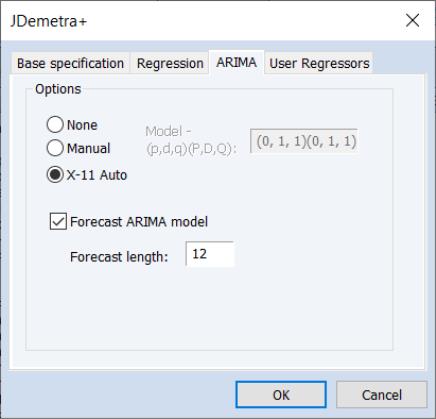 JDemetra+
Base specification Regression ARIMA User Regressors
Options
None
Manual
X-11 Auto
Model -
(p,d,q)(P,D,Q):
(0, 1, 1)(0, 1, 1)
Forecast ARIMA model
Forecast length: 12
OK Cancel